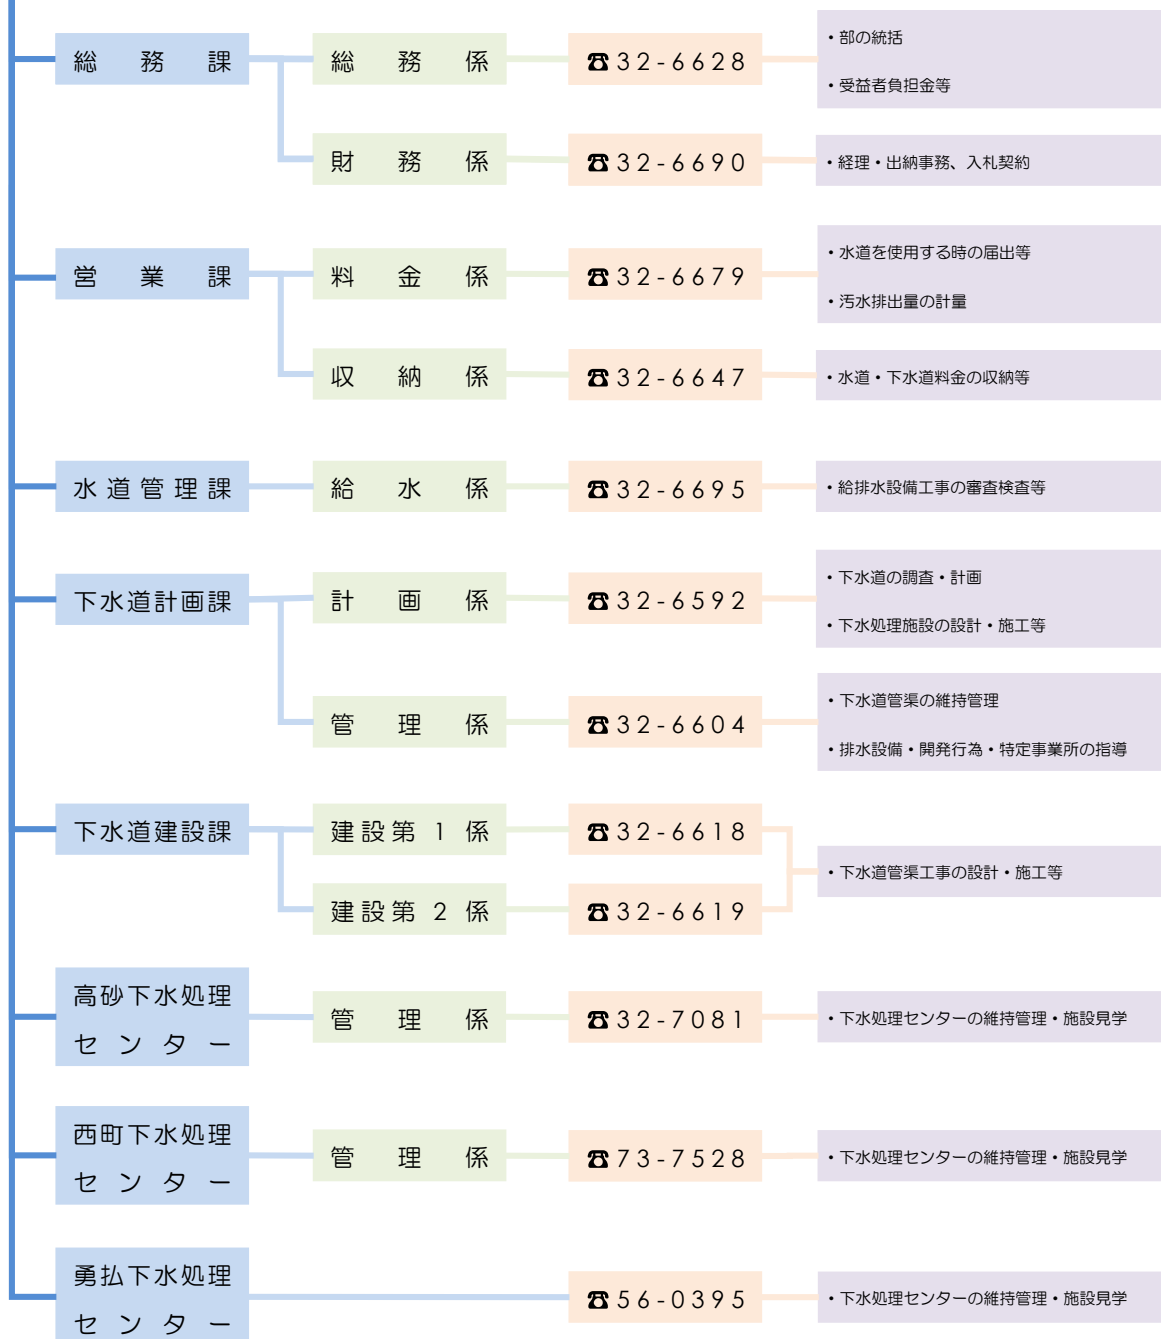 総務課
総務係
☎32-6628
・部の統括
・受益者負担金等
財務係
☎32-6690
・経理・出納事務、入札契約
営業課
料金係
☎32-6679
・水道を使用する時の届出等
・汚水排出量の計量
収納係
☎32-6647
・水道・下水道料金の収納等
水道管理課
給水係
☎32-6695
・給排水設備工事の審査検査等
下水道計画課
計画係
☎32-6592
・下水道の調査・計画
・下水処理施設の設計・施工等
管理係
☎32-6604
・下水道管渠の維持管理
・排水設備・開発行為・特定事業所の指導
下水道建設課
建設第1係
☎32-6618
建設第2係
☎32-6619
・下水道管渠工事の設計・施工等
高砂下水処理
センター
管理係
☎32-7081
・下水処理センターの維持管理・施設見学
西町下水処理
センター
管理係
☎73-7528
・下水処理センターの維持管理・施設見学
勇払下水処理
センター
☎56-0395
・下水処理センターの維持管理・施設見学